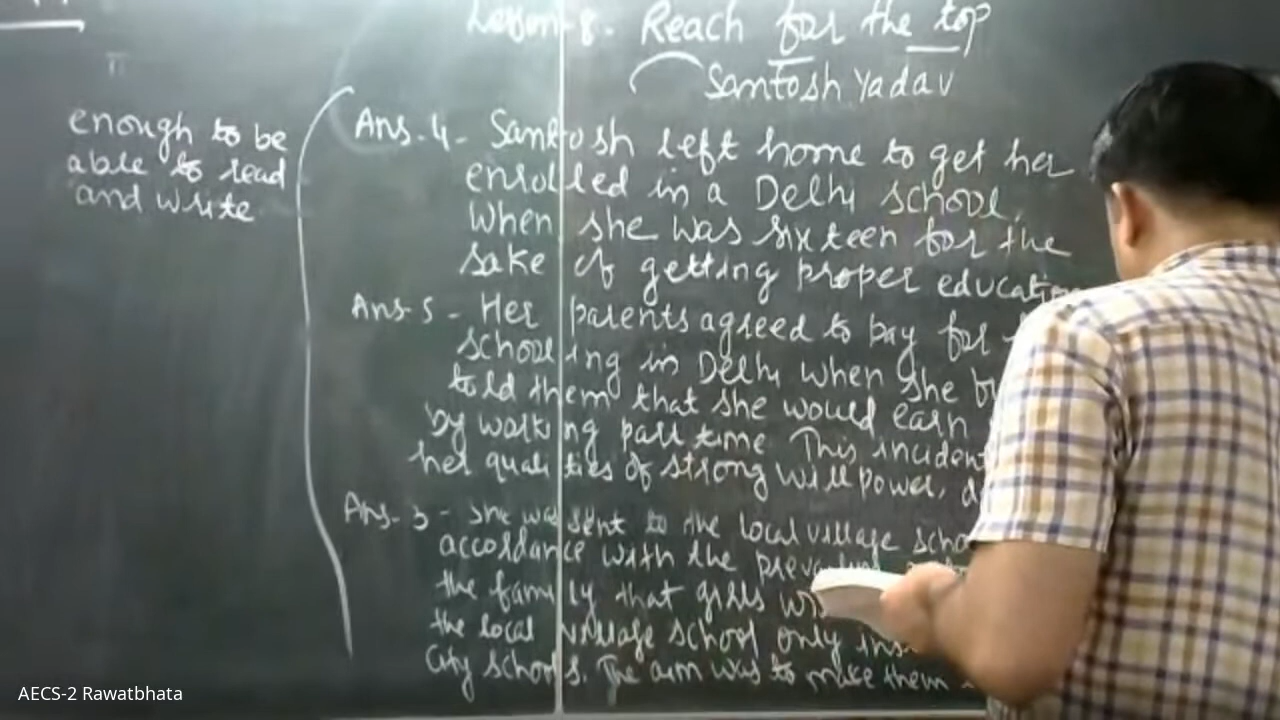 Lesson-8. Reach for the top
Santosh Yadav
enough to be
able to read
and write
Ans.4- Santosh left home to get her
enrolled in a Delhi school.
When she was sixteen for the
sake of getting proper education
Ans-5- Her parents agreed to pay for
schooling in Delhi when she
told them that she would earn
by working part time This incident
her qualities of strong will power,
Ans-3- She was sent to the local village
accordance with the
the family that girls
the local village school only
City schools. The aim was to make them
AECS-2 Rawatbhata